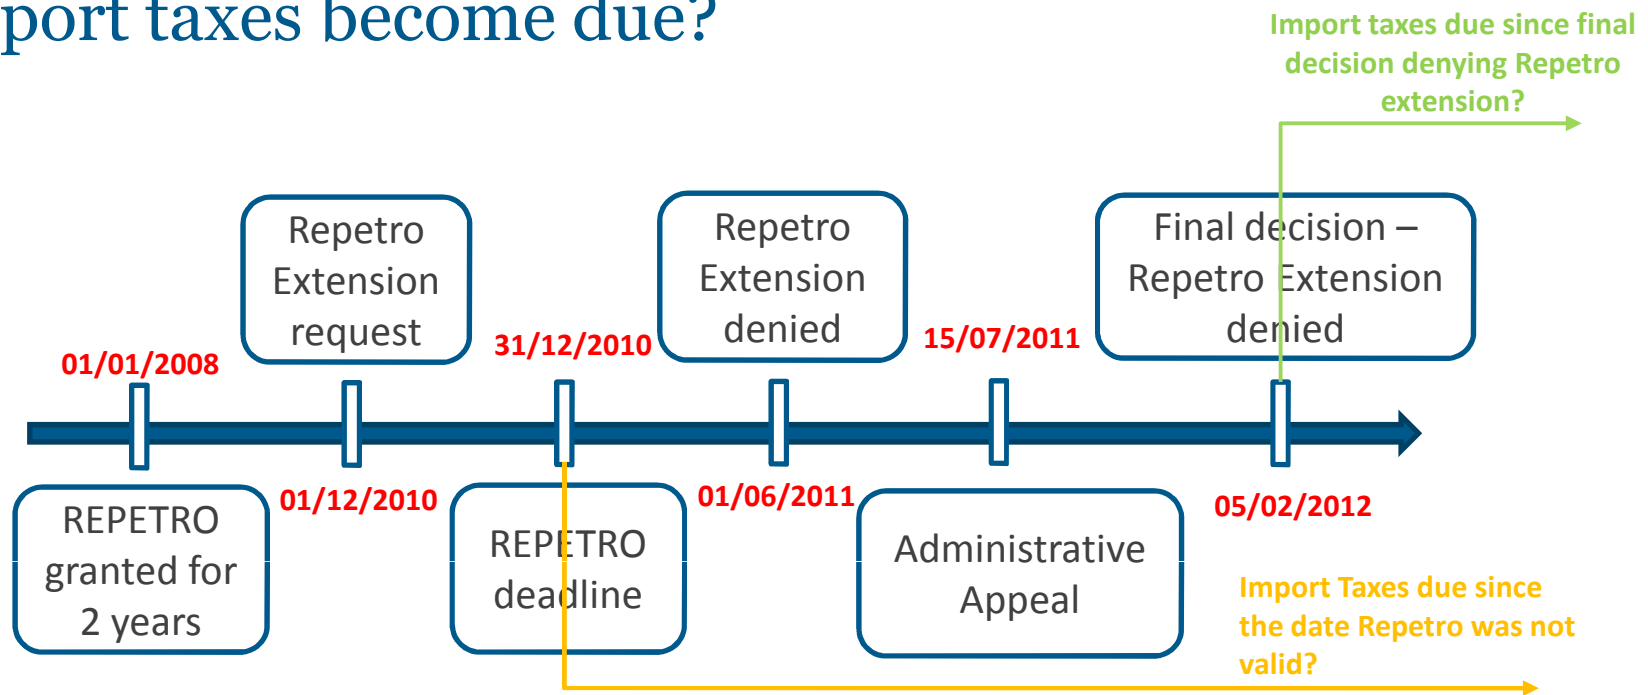 port taxes become due?
Import taxes due since final
decision denying Repetro
extension?
Repetro
Extension
request
Repetro
Extension
denied
Final decision –
Repetro Extension
denied
01/01/2008
31/12/2010
15/07/2011
01/12/2010
01/06/2011
05/02/2012
REPETRO
granted for
2 years
REPETRO
deadline
Administrative
Appeal
Import Taxes due since
the date Repetro was not
valid?